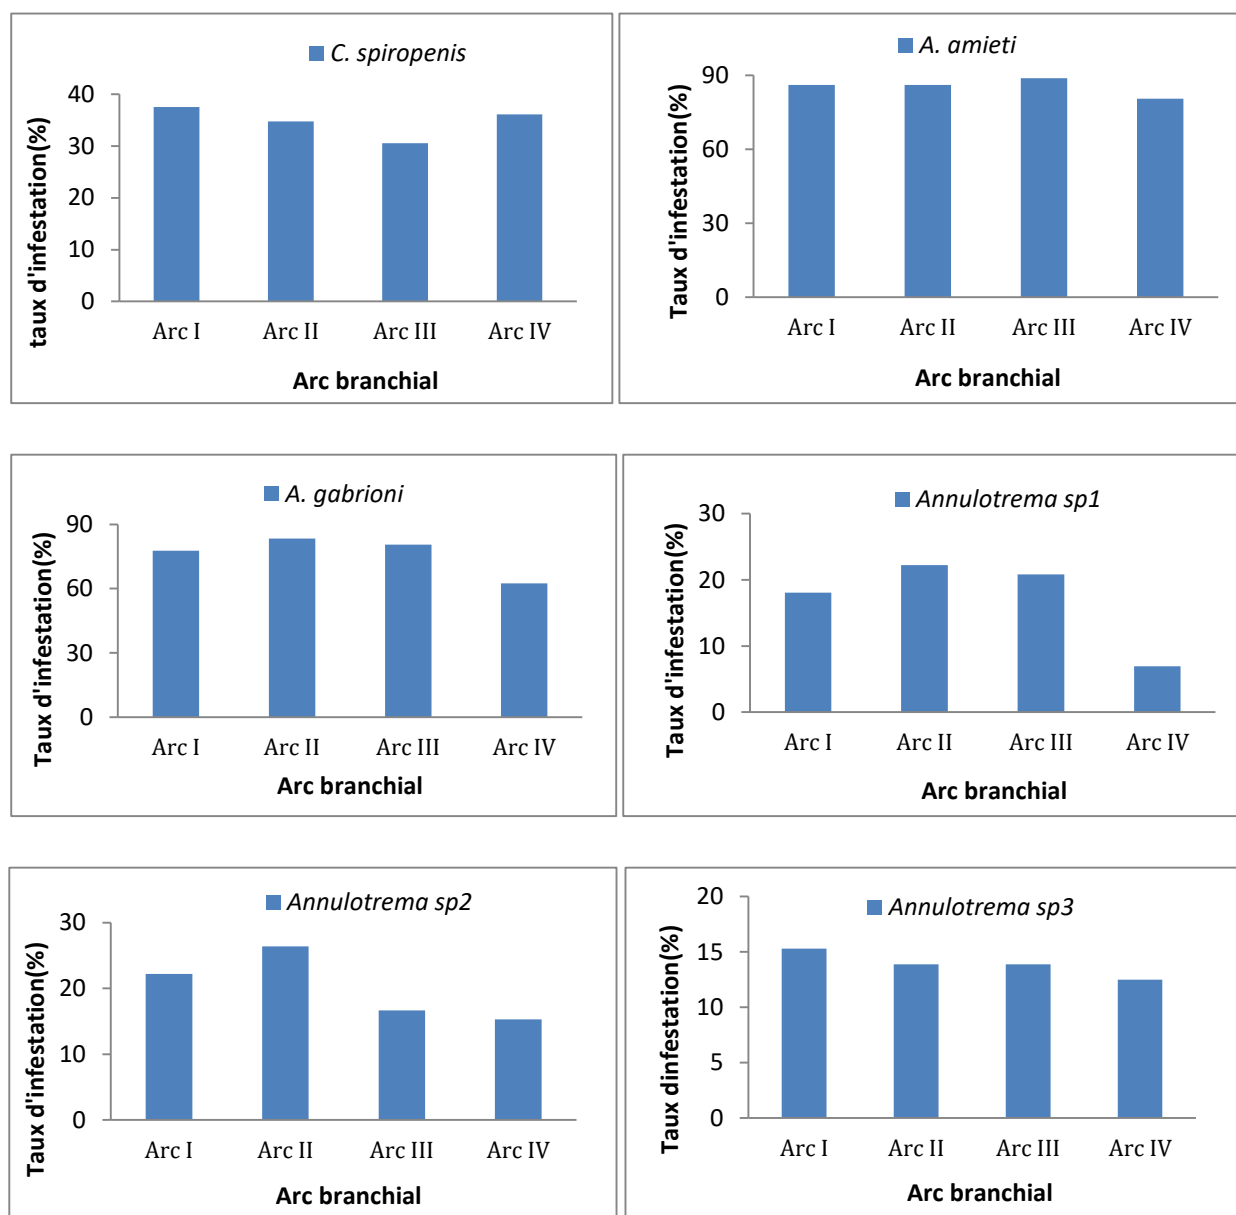 C. spiropenis
taux d'infestation(%)
40
30
20
10
0
Arc I Arc II Arc III Arc IV
Arc branchial
A. amieti
Taux d'infestation(%)
90
60
30
0
Arc I Arc II Arc III Arc IV
Arc branchial
A. gabrioni
Taux d'infestation(%)
90
60
30
0
Arc I Arc II Arc III Arc IV
Arc branchial
Annulotrema sp1
Taux d'infestation(%)
30
20
10
0
Arc I Arc II Arc III Arc IV
Arc branchial
Annulotrema sp2
Taux d'infestation(%)
30
20
10
0
Arc I Arc II Arc III Arc IV
Arc branchial
Annulotrema sp3
Taux dinfestation(%)
20
15
10
5
0
Arc I Arc II Arc III Arc IV
Arc branchial